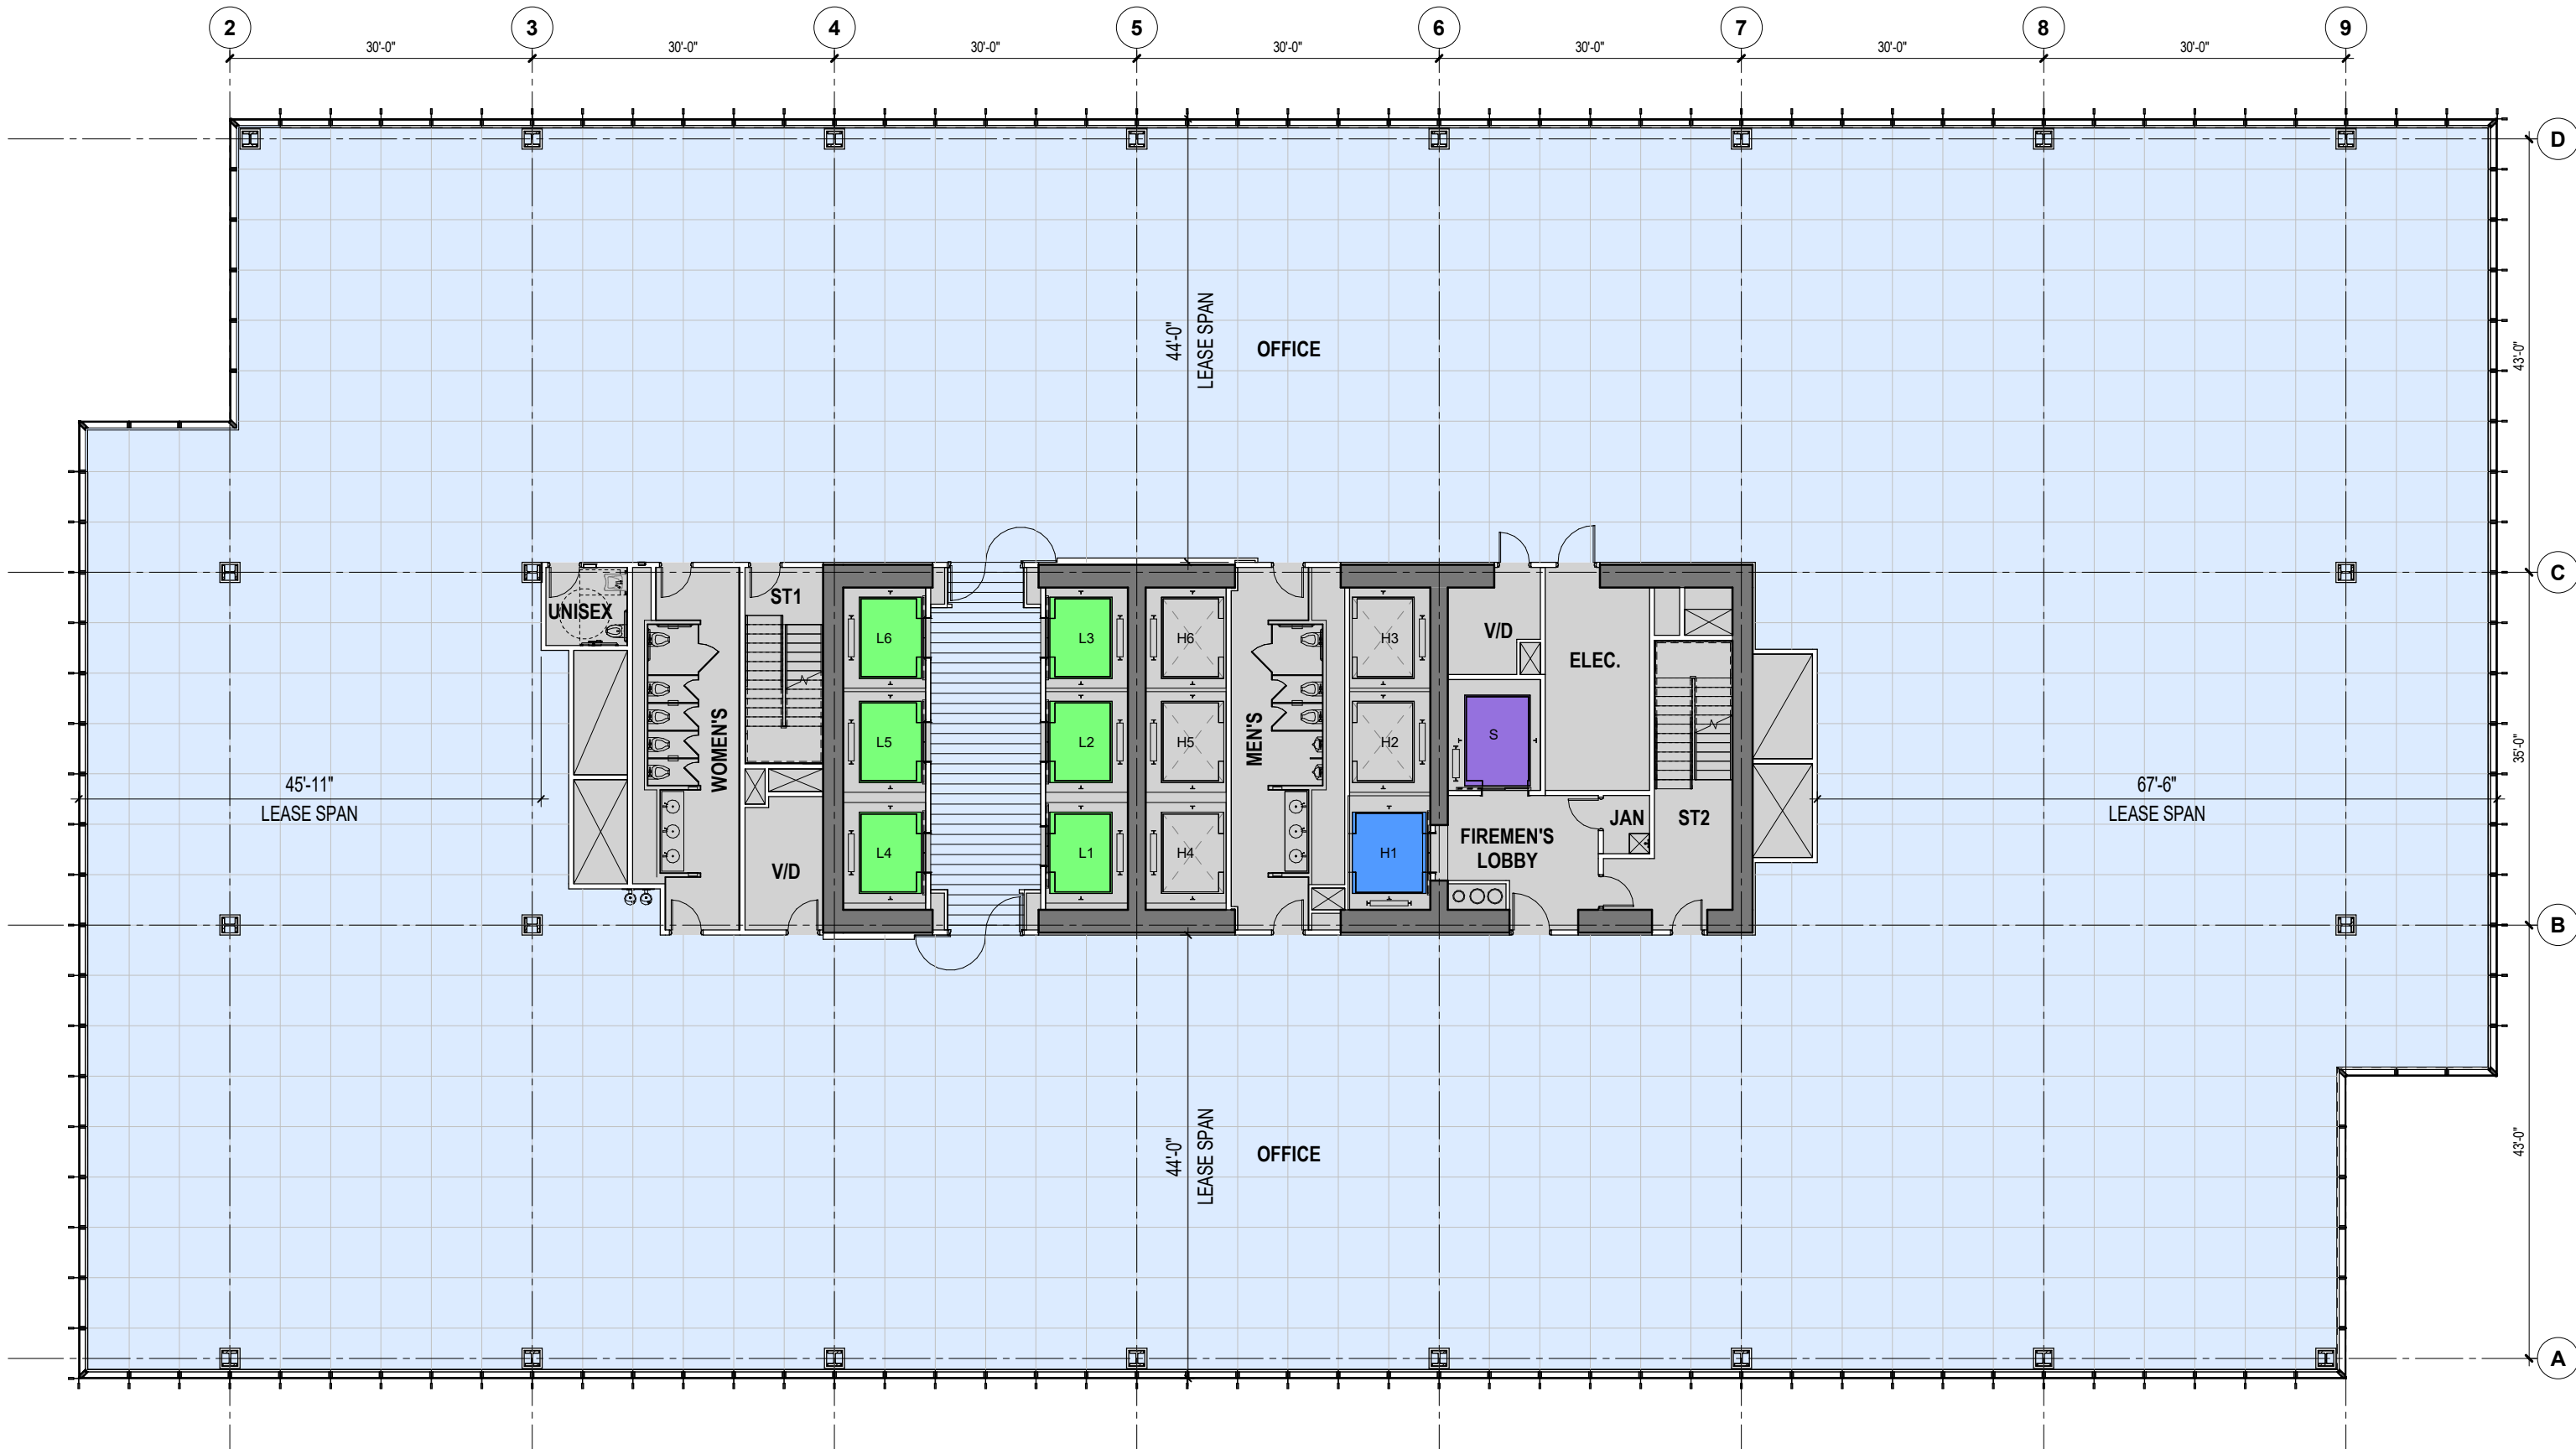 2
3
4
5
6
7
8
9
30'-0"
30'-0"
30'-0"
30'-0"
30'-0"
30'-0"
30'-0"
D
43'-0"
44'-0"
LEASE SPAN
OFFICE
C
UNISEX
ST1
L6
L3
H6
H3
V/D
ELEC.
WOMEN'S
L5
L2
H5
MEN'S
H2
S
35'-0"
45'-11"
LEASE SPAN
67'-6"
LEASE SPAN
V/D
L4
L1
H4
H1
FIREMEN'S
LOBBY
JAN
ST2
B
44'-0"
LEASE SPAN
OFFICE
43'-0"
A